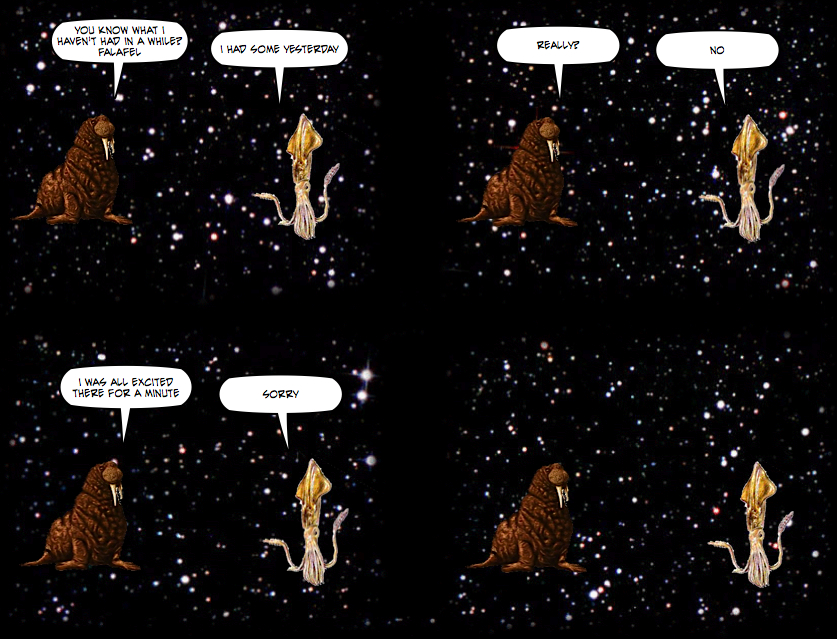 YOU KNOW WHAT I
HAVEN'T HAD IN A WHILE?
FALAFEL
I HAD SOME YESTERDAY
REALLY?
NO
I WAS ALL EXCITED
THERE FOR A MINUTE
SORRY